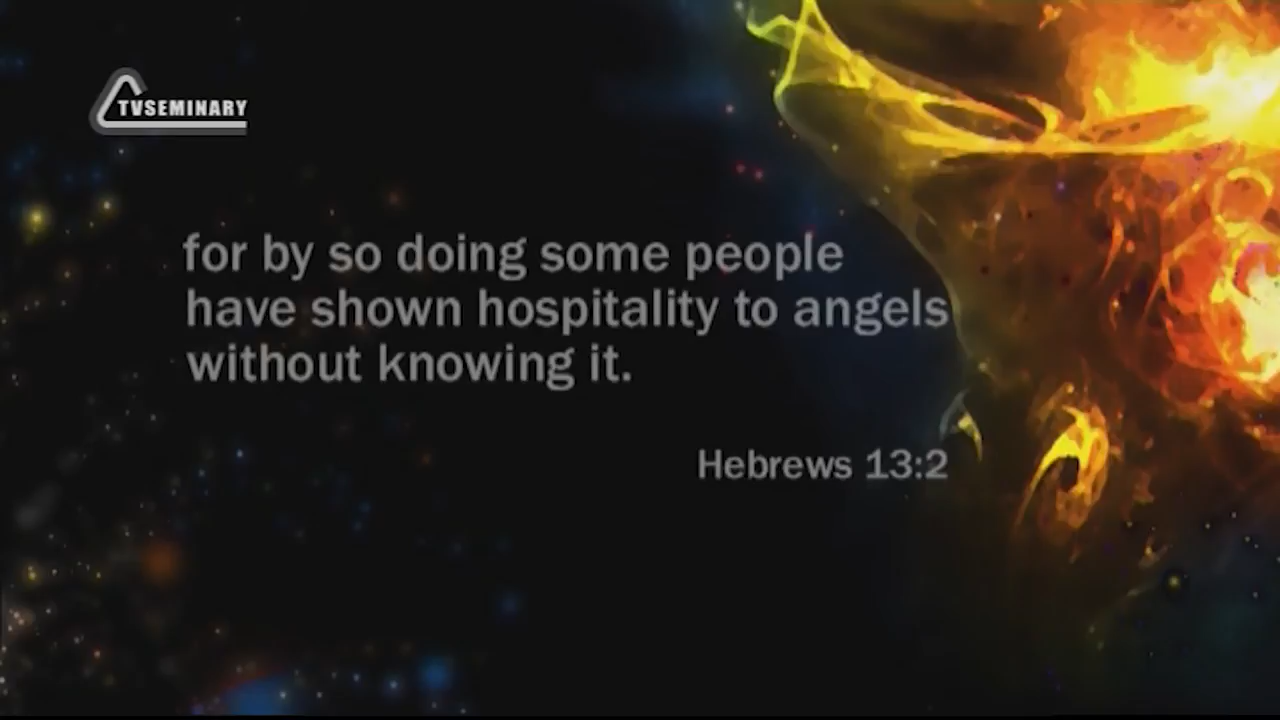 TVSEMINARY
for by so doing some people
have shown hospitality to angels
without knowing it.
Hebrews 13:2